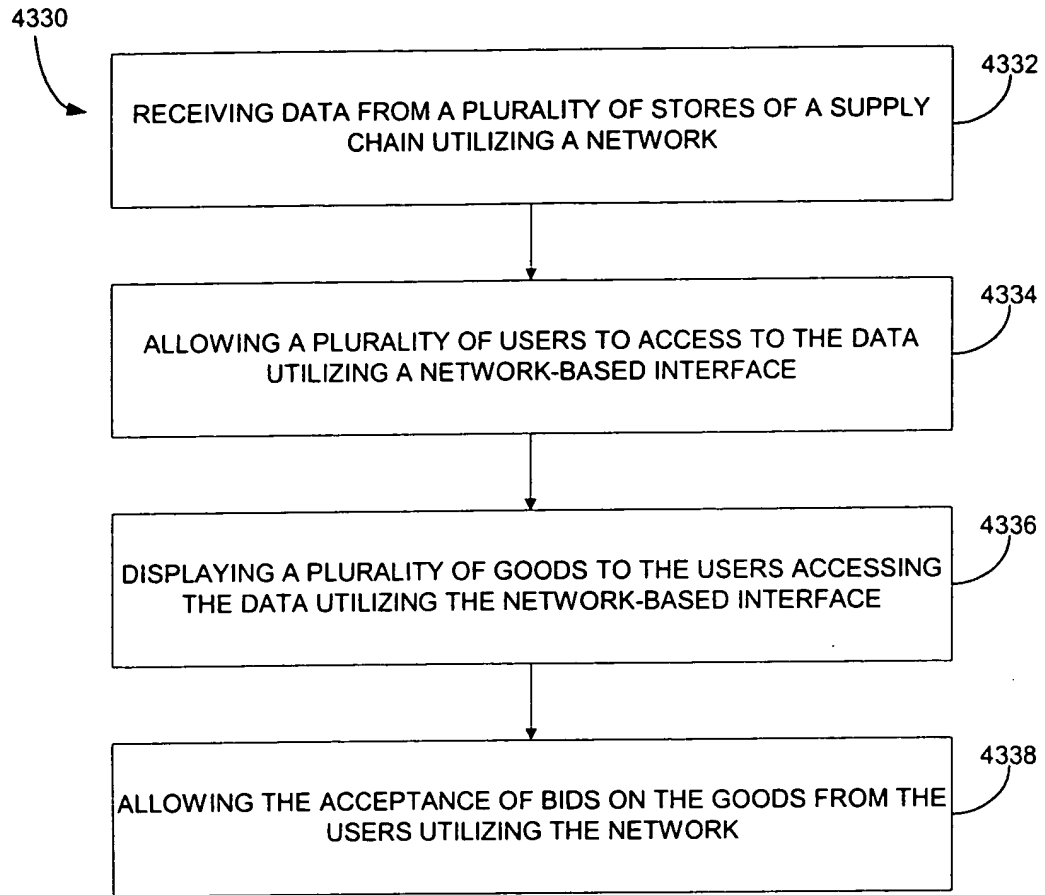 4330
4332
RECEIVING DATA FROM A PLURALITY OF STORES OF A SUPPLY
CHAIN UTILIZING A NETWORK
4334
ALLOWING A PLURALITY OF USERS TO ACCESS TO THE DATA
UTILIZING A NETWORK-BASED INTERFACE
4336
DISPLAYING A PLURALITY OF GOODS TO THE USERS ACCESSING
THE DATA UTILIZING THE NETWORK-BASED INTERFACE
4338
ALLOWING THE ACCEPTANCE OF BIDS ON THE GOODS FROM THE
USERS UTILIZING THE NETWORK